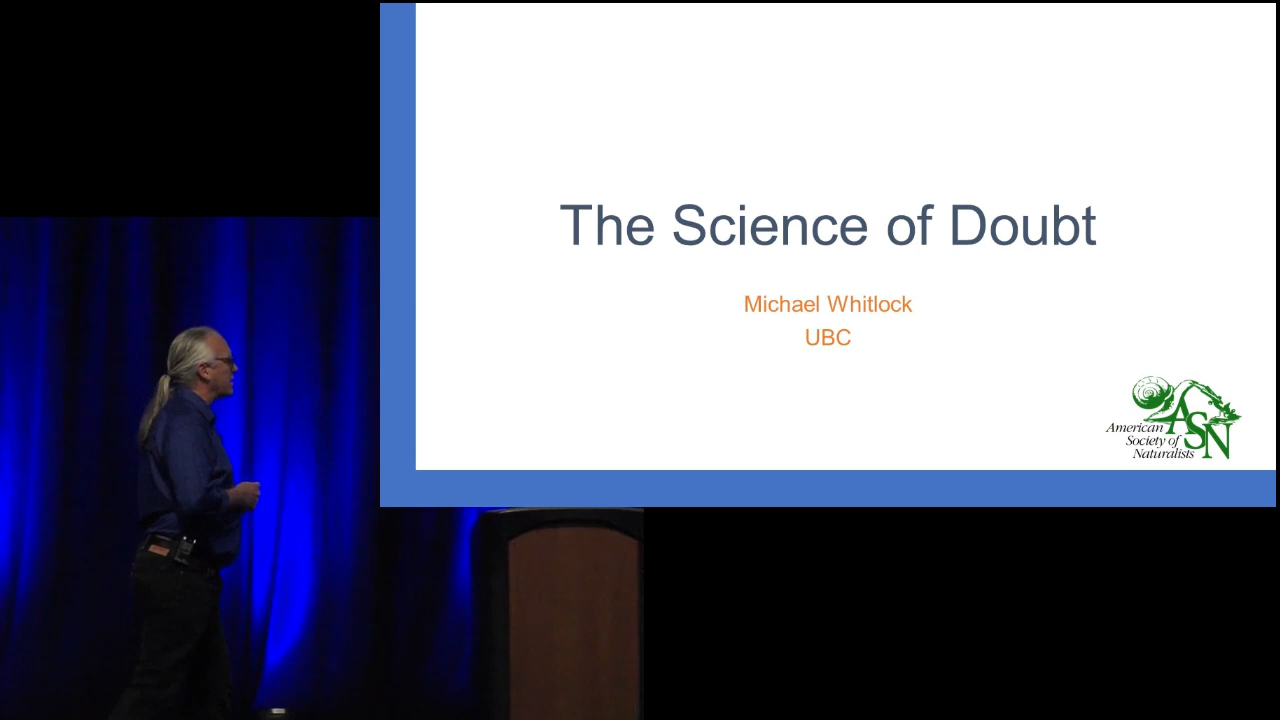 The Science of Doubt
Michael Whitlock
UBC
American
Society of
Naturalists
ASN